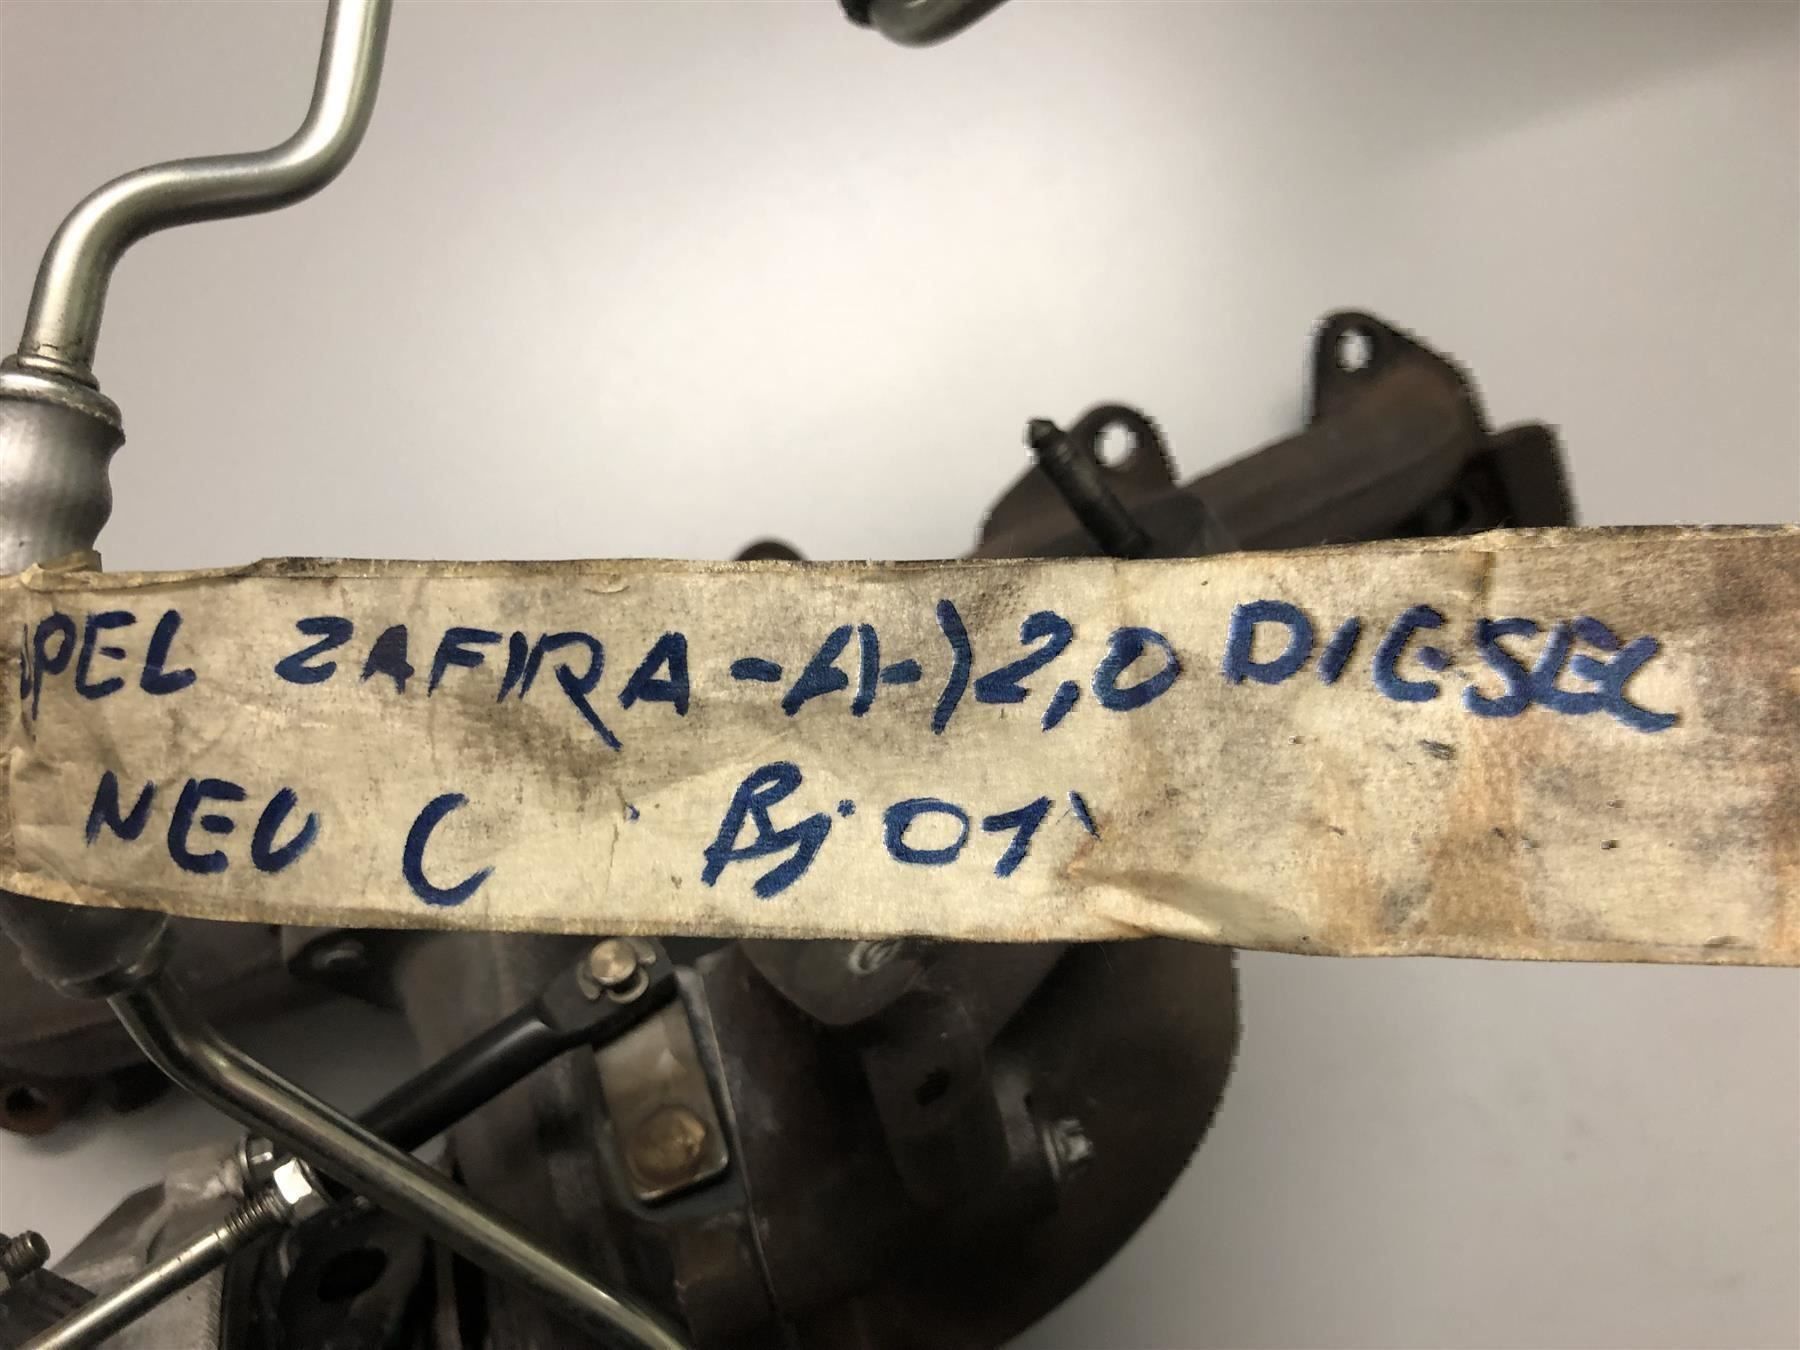 OPEL ZAFIRA-A-) 2,0 DIESEL
NEU C Bj. 01